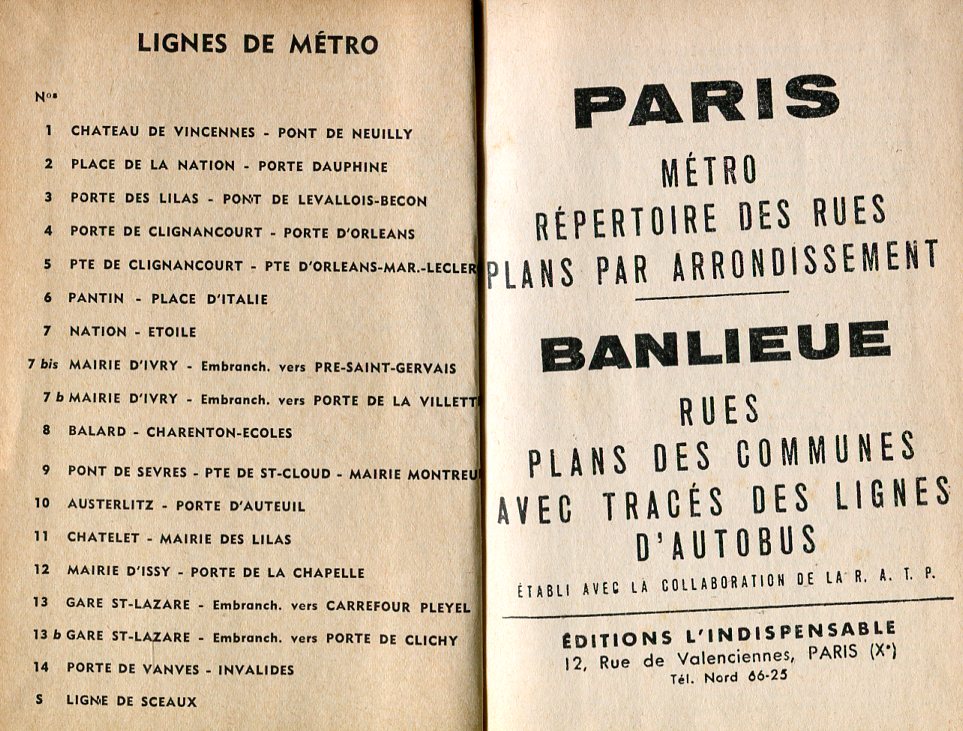 LIGNES DE MÉTRO
Nos
1 CHATEAU DE VINCENNES - PONT DE NEUILLY
2 PLACE DE LA NATION - PORTE DAUPHINE
3 PORTE DES LILAS - PONT DE LEVALLOIS-BECON
4 PORTE DE CLIGNANCOURT - PORTE D'ORLEANS
5 PTE DE CLIGNANCOURT - PTE D'ORLEANS-MAR.-LECLER
6 PANTIN - PLACE D'ITALIE
7 NATION - ETOILE
7 bis MAIRIE D'IVRY - Embranch. vers PRE-SAINT-GERVAIS
7 b MAIRIE D'IVRY - Embranch. vers PORTE DE LA VILLETT
8 BALARD - CHARENTON-ECOLES
9 PONT DE SEVRES - PTE DE ST-CLOUD - MAIRIE MONTREU
10 AUSTERLITZ - PORTE D'AUTEUIL
11 CHATELET - MAIRIE DES LILAS
12 MAIRIE D'ISSY - PORTE DE LA CHAPELLE
13 GARE ST-LAZARE - Embranch. vers CARREFOUR PLEYEL
13 b GARE ST-LAZARE - Embranch. vers PORTE DE CLICHY
14 PORTE DE VANVES - INVALIDES
S LIGNE DE SCEAUX
PARIS
MÉTRO
RÉPERTOIRE DES RUES
PLANS PAR ARRONDISSEMENT
BANLIEUE
RUES
PLANS DES COMMUNES
AVEC TRACÉS DES LIGNES
D'AUTOBUS
ÉTABLI AVEC LA COLLABORATION DE LA R. A. T. P.
ÉDITIONS L'INDISPENSABLE
12, Rue de Valenciennes, PARIS (Xe)
Tél. Nord 66-25